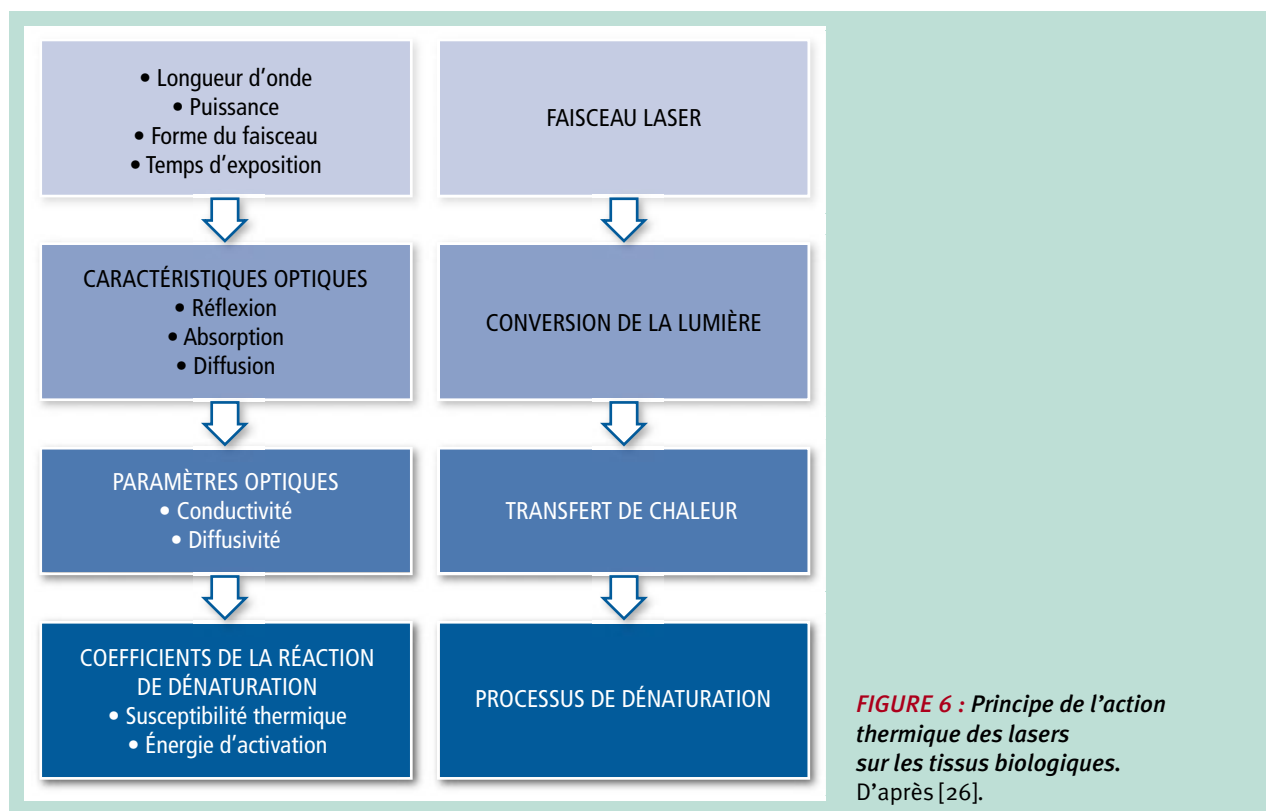 • Longueur d'onde
• Puissance
• Forme du faisceau
• Temps d'exposition
FAISCEAU LASER
CARACTÉRISTIQUES OPTIQUES
• Réflexion
• Absorption
• Diffusion
CONVERSION DE LA LUMIÈRE
PARAMÈTRES OPTIQUES
• Conductivité
• Diffusivité
TRANSFERT DE CHALEUR
COEFFICIENTS DE LA RÉACTION
DE DÉNATURATION
• Susceptibilité thermique
• Énergie d'activation
PROCESSUS DE DÉNATURATION
FIGURE 6 : Principe de l'action
thermique des lasers
sur les tissus biologiques.
D'après [26].